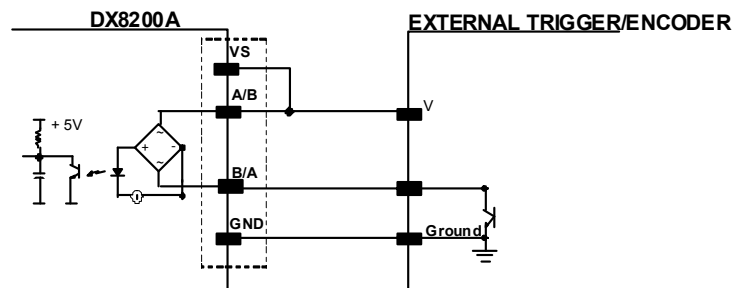 DX8200A
EXTERNAL TRIGGER/ENCODER
VS
A/B
V
+ 5V
+
~
-
~
B/A
GND
Ground